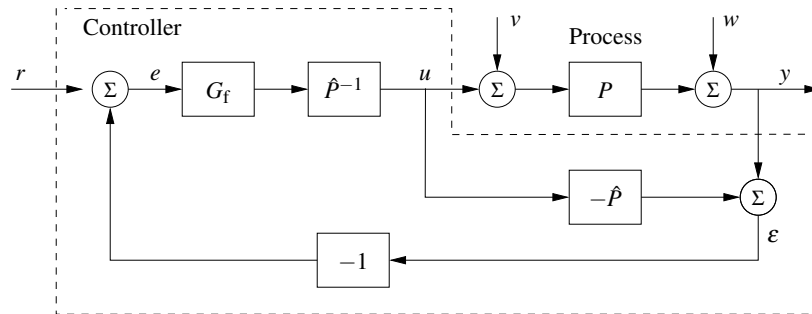 Controller
v
Process
w
r
Σ
e
G_f
P̂⁻¹
u
Σ
P
Σ
y
−P̂
Σ
ε
−1